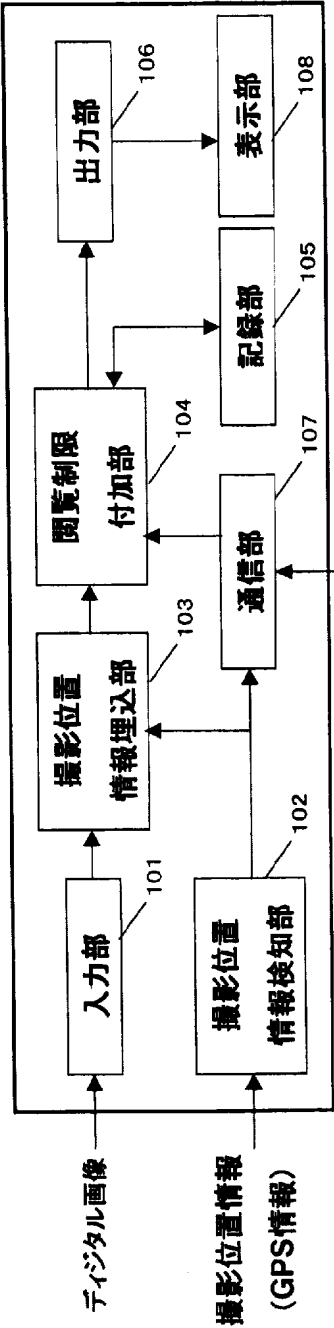 ディジタル画像
入力部
101
撮影位置
情報埋込部
103
閲覧制限
付加部
104
出力部
106
撮影位置情報
(GPS情報)
撮影位置
情報検知部
102
通信部
107
記録部
105
表示部
108